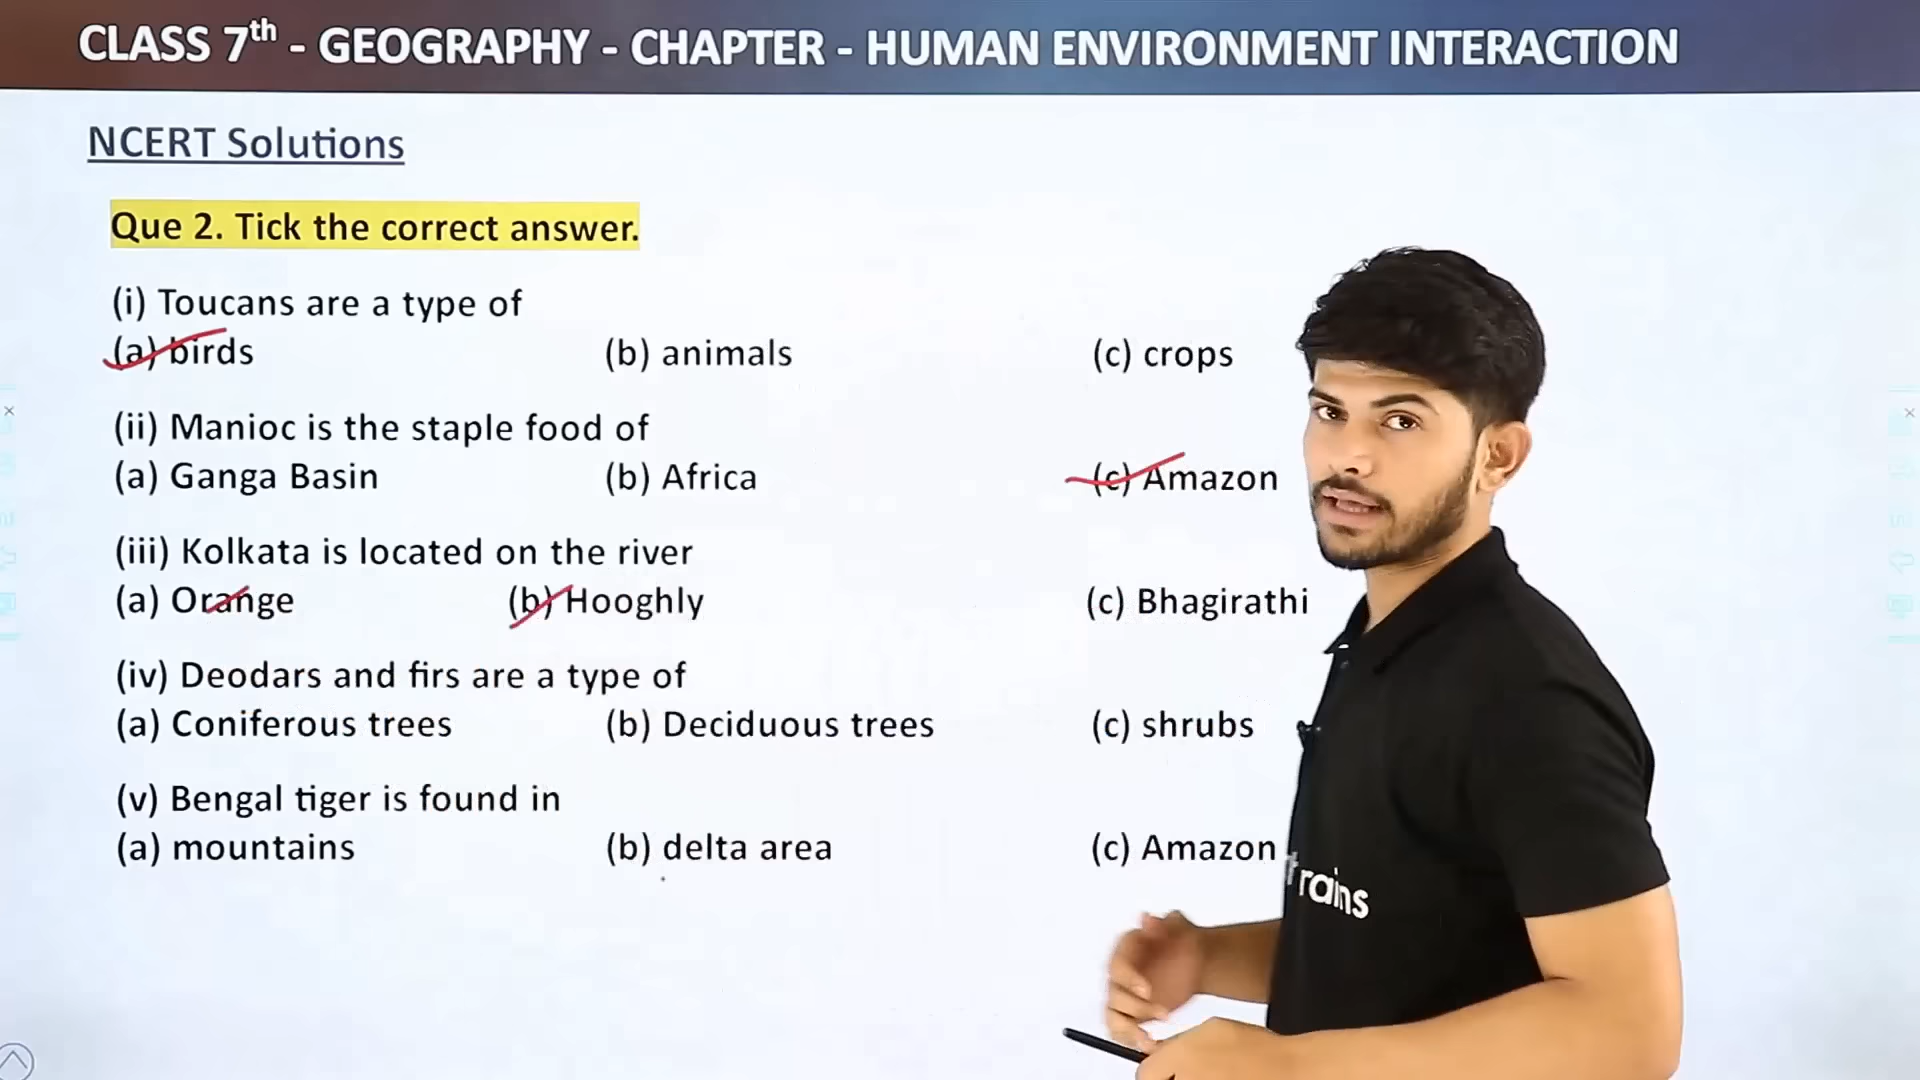 CLASS 7th - GEOGRAPHY - CHAPTER - HUMAN ENVIRONMENT INTERACTION
NCERT Solutions
Que 2. Tick the correct answer.
(i) Toucans are a type of
(a) birds (b) animals (c) crops
(ii) Manioc is the staple food of
(a) Ganga Basin (b) Africa (c) Amazon
(iii) Kolkata is located on the river
(a) Orange (b) Hooghly (c) Bhagirathi
(iv) Deodars and firs are a type of
(a) Coniferous trees (b) Deciduous trees (c) shrubs
(v) Bengal tiger is found in
(a) mountains (b) delta area (c) Amazon
rains